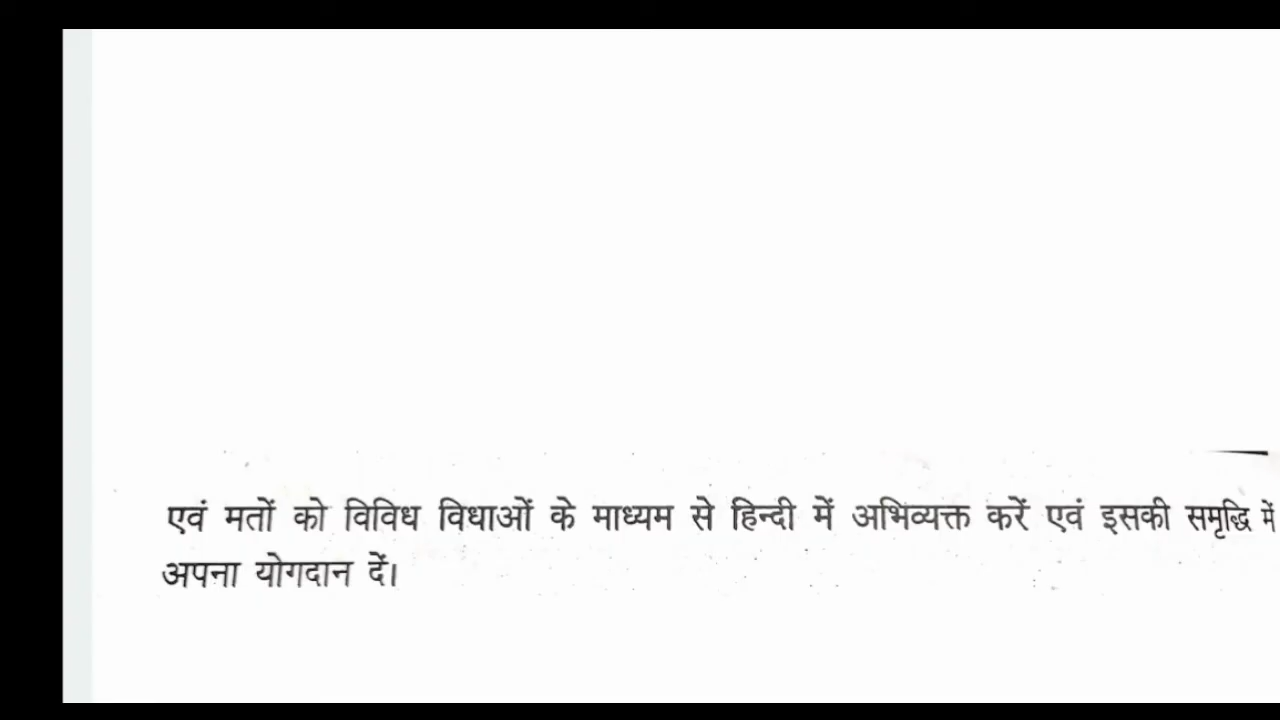 एवं मतों को विविध विधाओं के माध्यम से हिन्दी में अभिव्यक्त करें एवं इसकी समृद्धि में
अपना योगदान दें।